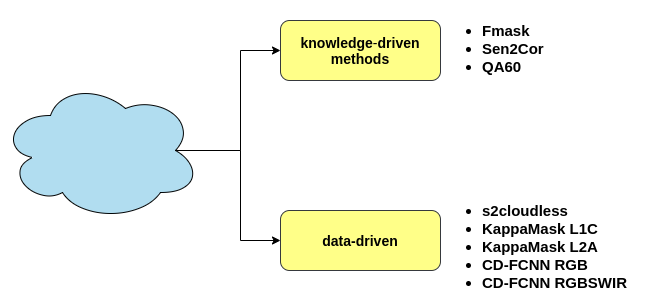 knowledge-driven
methods
• Fmask
• Sen2Cor
• QA60
data-driven
• s2cloudless
• KappaMask L1C
• KappaMask L2A
• CD-FCNN RGB
• CD-FCNN RGBSWIR